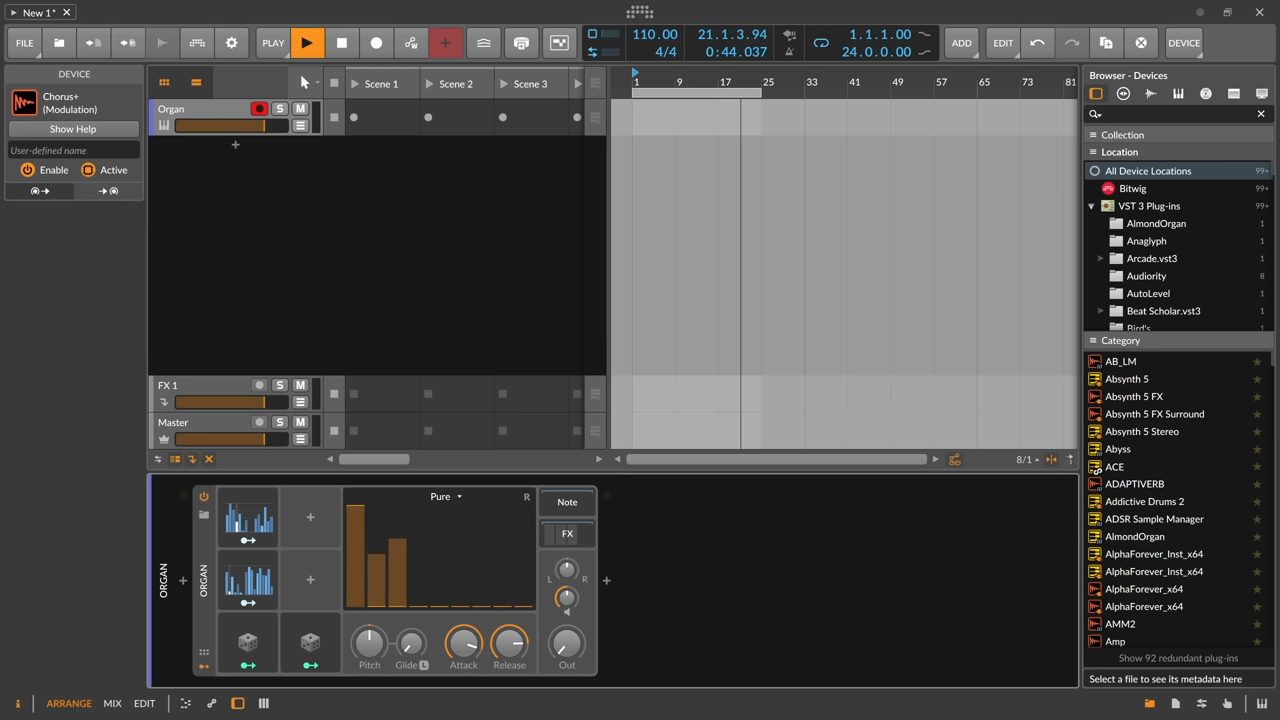 New 1*
FILE
PLAY
110.00
4/4
21.1.3.94
0:44.037
1.1.1.00
24.0.0.00
ADD
EDIT
DEVICE
DEVICE
Chorus+
(Modulation)
Show Help
User-defined name
Enable
Active
Scene 1
Scene 2
Scene 3
Organ
S
M
1
9
17
25
33
41
49
57
65
73
81
FX 1
S
M
Master
S
M
8/1
Browser - Devices
Collection
Location
All Device Locations 99+
Bitwig 99+
VST 3 Plug-ins 99+
AlmondOrgan 1
Anaglyph 1
Arcade.vst3 1
Audiority 8
AutoLevel 1
Beat Scholar.vst3 1
Bird's
Category
AB_LM
Absynth 5
Absynth 5 FX
Absynth 5 FX Surround
Absynth 5 Stereo
Abyss
ACE
ADAPTIVERB
Addictive Drums 2
ADSR Sample Manager
AlmondOrgan
AlphaForever_Inst_x64
AlphaForever_Inst_x64
AlphaForever_x64
AlphaForever_x64
AMM2
Amp
Show 92 redundant plug-ins
Select a file to see its metadata here
ORGAN
ORGAN
Pure
R
Note
FX
L
R
Pitch
Glide
L
Attack
Release
Out
i
ARRANGE
MIX
EDIT